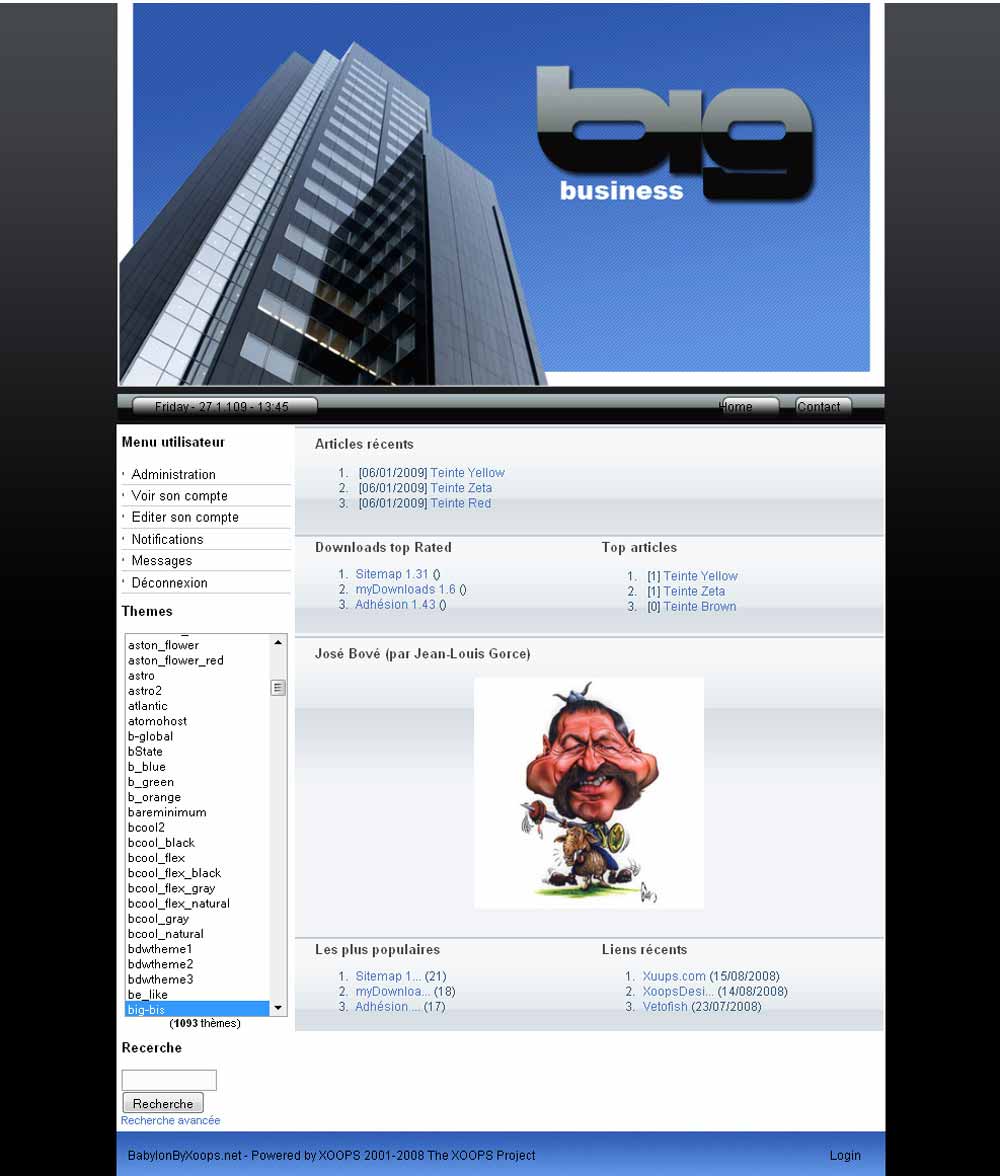 big
business
Friday - 27.1.109 - 13:45
Home
Contact
Menu utilisateur
Administration
Voir son compte
Editer son compte
Notifications
Messages
Déconnexion
Themes
aston_flower
aston_flower_red
astro
astro2
atlantic
atomohost
b-global
bState
b_blue
b_green
b_orange
bareminimum
bcool2
bcool_black
bcool_flex
bcool_flex_black
bcool_flex_gray
bcool_flex_natural
bcool_gray
bcool_natural
bdwtheme1
bdwtheme2
bdwtheme3
be_like
big-bis
(1093 thèmes)
Recerche
Recherche
Recherche avancée
Articles récents
1. [06/01/2009] Teinte Yellow
2. [06/01/2009] Teinte Zeta
3. [06/01/2009] Teinte Red
Downloads top Rated
1. Sitemap 1.31 ()
2. myDownloads 1.6 ()
3. Adhésion 1.43 ()
Top articles
1. [1] Teinte Yellow
2. [1] Teinte Zeta
3. [0] Teinte Brown
José Bové (par Jean-Louis Gorce)
Les plus populaires
1. Sitemap 1... (21)
2. myDownloa... (18)
3. Adhésion ... (17)
Liens récents
1. Xuups.com (15/08/2008)
2. XoopsDesi... (14/08/2008)
3. Vetofish (23/07/2008)
BabylonByXoops.net - Powered by XOOPS 2001-2008 The XOOPS Project
Login